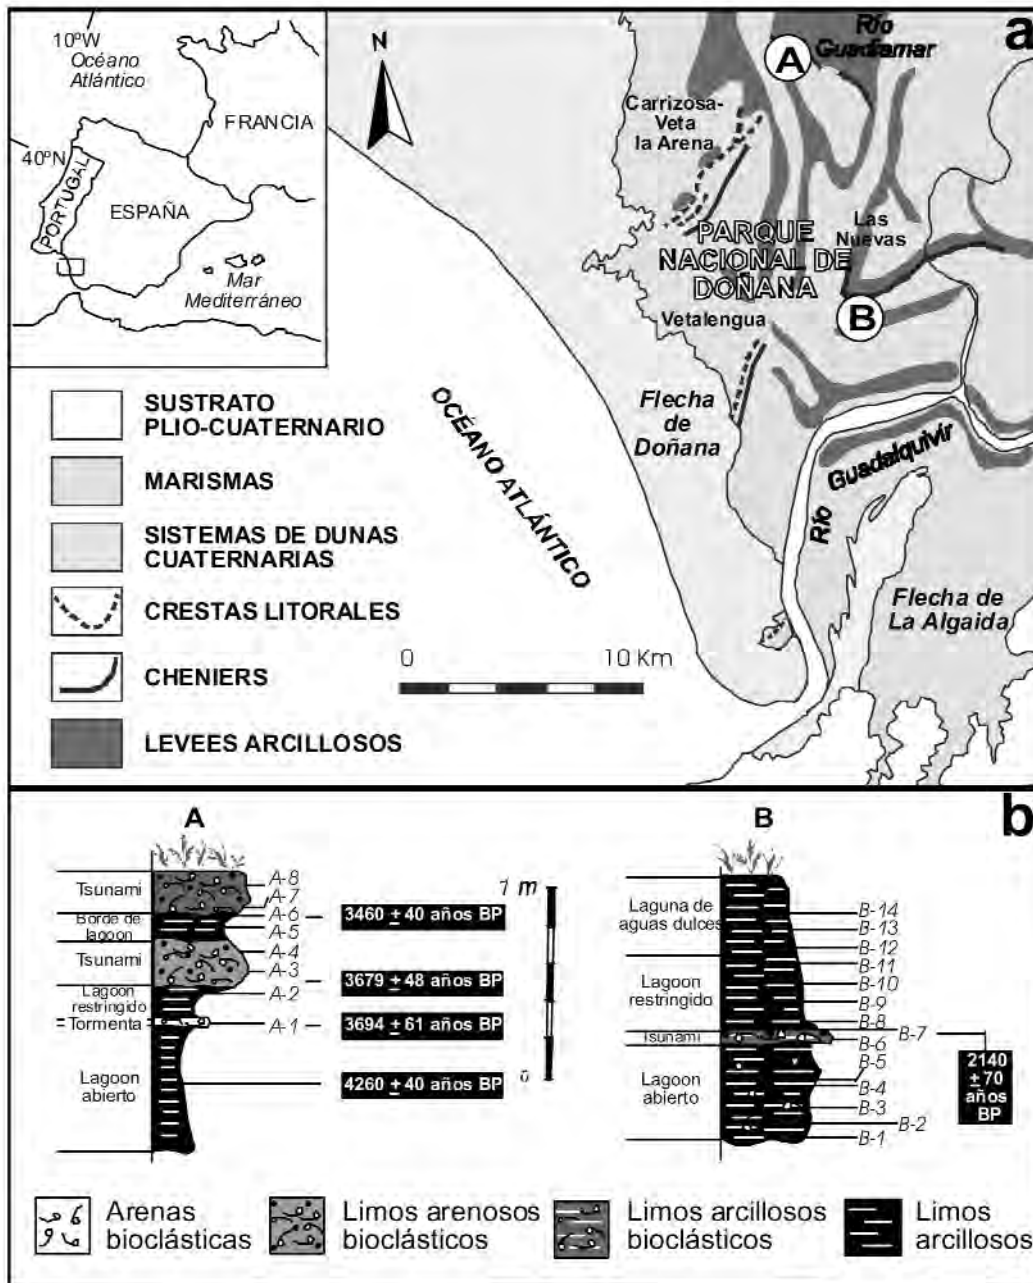 a
10ºW
Océano
Atlántico
FRANCIA
40ºN
PORTUGAL
ESPAÑA
Mar
Mediterráneo
N
Río
Guadiamar
A
Carrizosa-
Veta
la Arena
PARQUE
NACIONAL DE
DOÑANA
Las
Nuevas
B
Vetalengua
Flecha
de
Doñana
OCÉANO ATLÁNTICO
Río Guadalquivir
Flecha de
La Algaida
0 10 Km
SUSTRATO
PLIO-CUATERNARIO
MARISMAS
SISTEMAS DE DUNAS
CUATERNARIAS
CRESTAS LITORALES
CHENIERS
LEVEES ARCILLOSOS
b
A
Tsunami
Borde de
lagoon
Tsunami
Lagoon
restringido
Tormenta
Lagoon
abierto
A-8
A-7
A-6
A-5
A-4
A-3
A-2
A-1
3460 ± 40 años BP
3679 ± 48 años BP
3694 ± 61 años BP
4260 ± 40 años BP
1 m
0
B
Laguna de
aguas dulces
Lagoon
restringido
Tsunami
Lagoon
abierto
B-14
B-13
B-12
B-11
B-10
B-9
B-8
B-7
B-6
B-5
B-4
B-3
B-2
B-1
2140
± 70
años
BP
Arenas
bioclásticas
Limos arenosos
bioclásticos
Limos arcillosos
bioclásticos
Limos
arcillosos